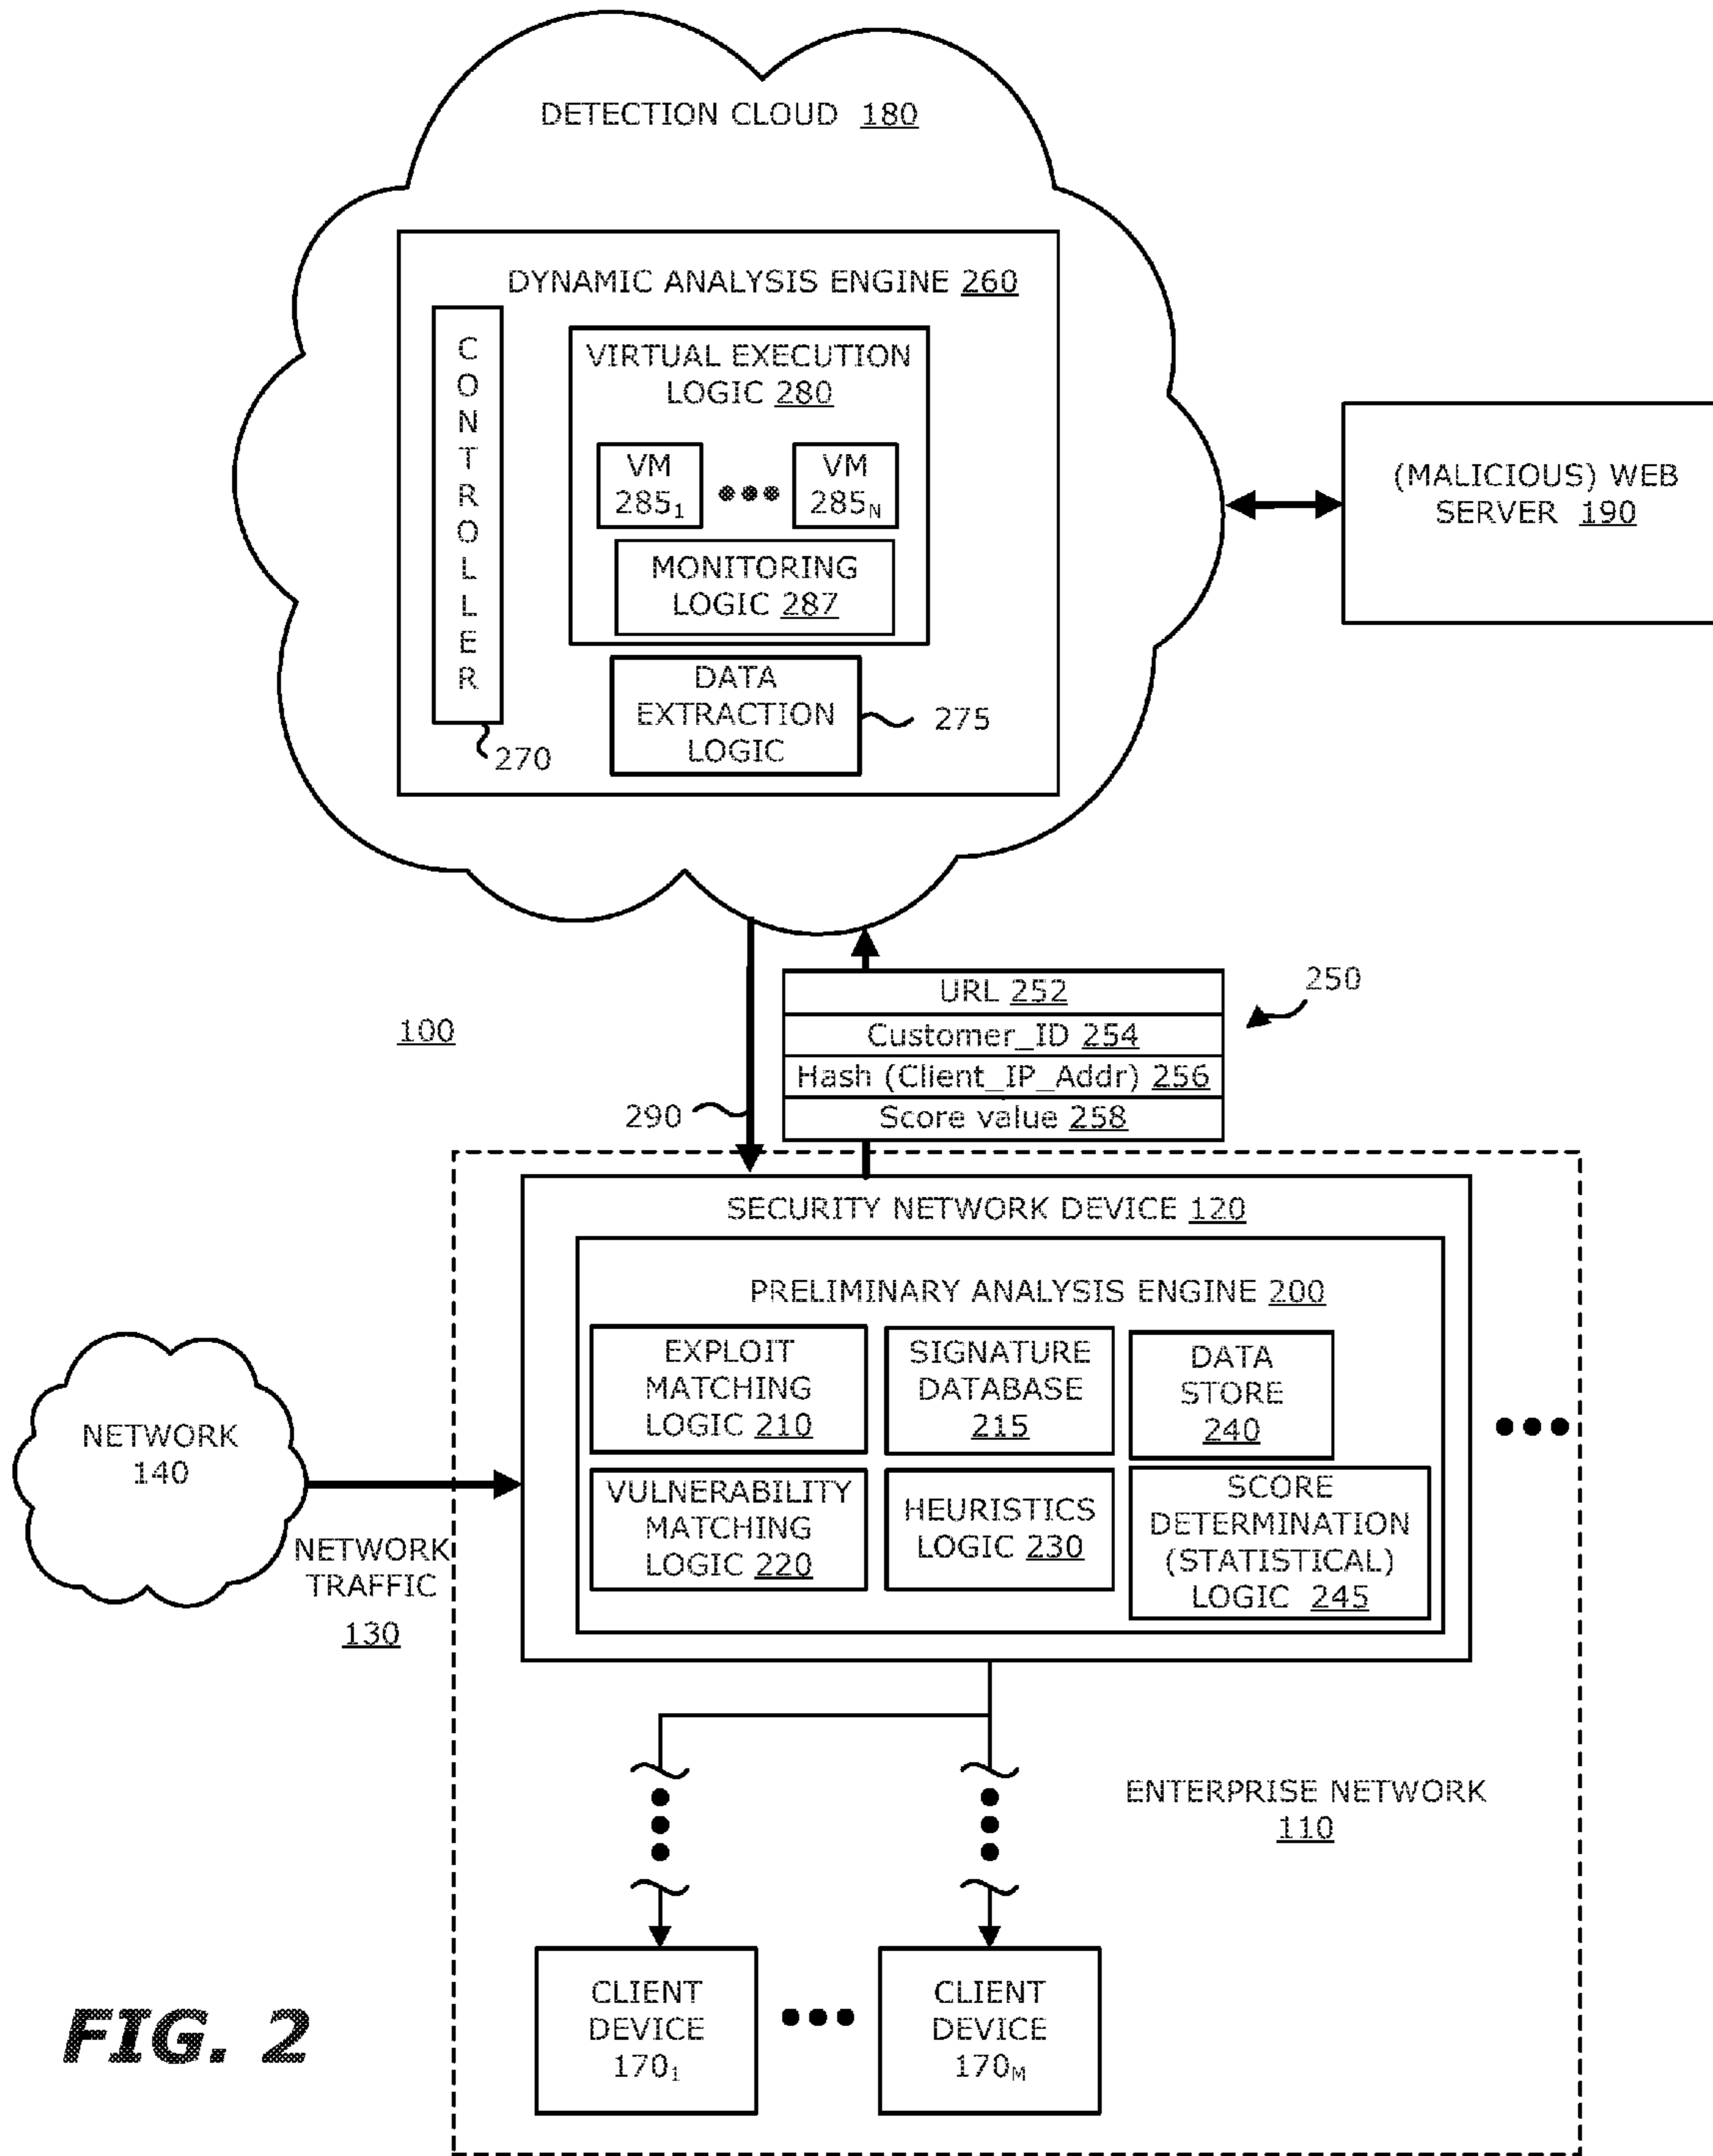 DETECTION CLOUD 180
DYNAMIC ANALYSIS ENGINE 260
CONTROLLER
270
VIRTUAL EXECUTION
LOGIC 280
VM
285₁
VM
285ₙ
MONITORING
LOGIC 287
DATA
EXTRACTION
LOGIC
275
(MALICIOUS) WEB
SERVER 190
100
290
URL 252
Customer_ID 254
Hash (Client_IP_Addr) 256
Score value 258
250
SECURITY NETWORK DEVICE 120
PRELIMINARY ANALYSIS ENGINE 200
EXPLOIT
MATCHING
LOGIC 210
SIGNATURE
DATABASE
215
DATA
STORE
240
VULNERABILITY
MATCHING
LOGIC 220
HEURISTICS
LOGIC 230
SCORE
DETERMINATION
(STATISTICAL)
LOGIC 245
NETWORK
140
NETWORK
TRAFFIC
130
ENTERPRISE NETWORK
110
CLIENT
DEVICE
170₁
CLIENT
DEVICE
170ₘ
FIG. 2